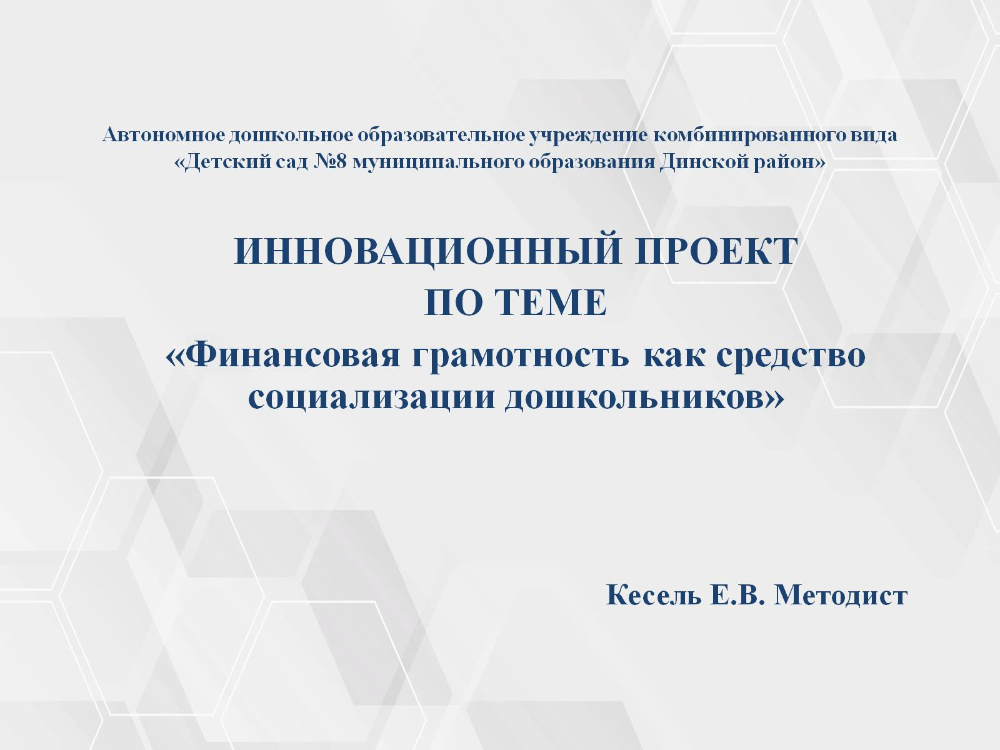 Автономное дошкольное образовательное учреждение комбинированного вида
«Детский сад №8 муниципального образования Динской район»
ИННОВАЦИОННЫЙ ПРОЕКТ
ПО ТЕМЕ
«Финансовая грамотность как средство
социализации дошкольников»
Кесель Е.В. Методист